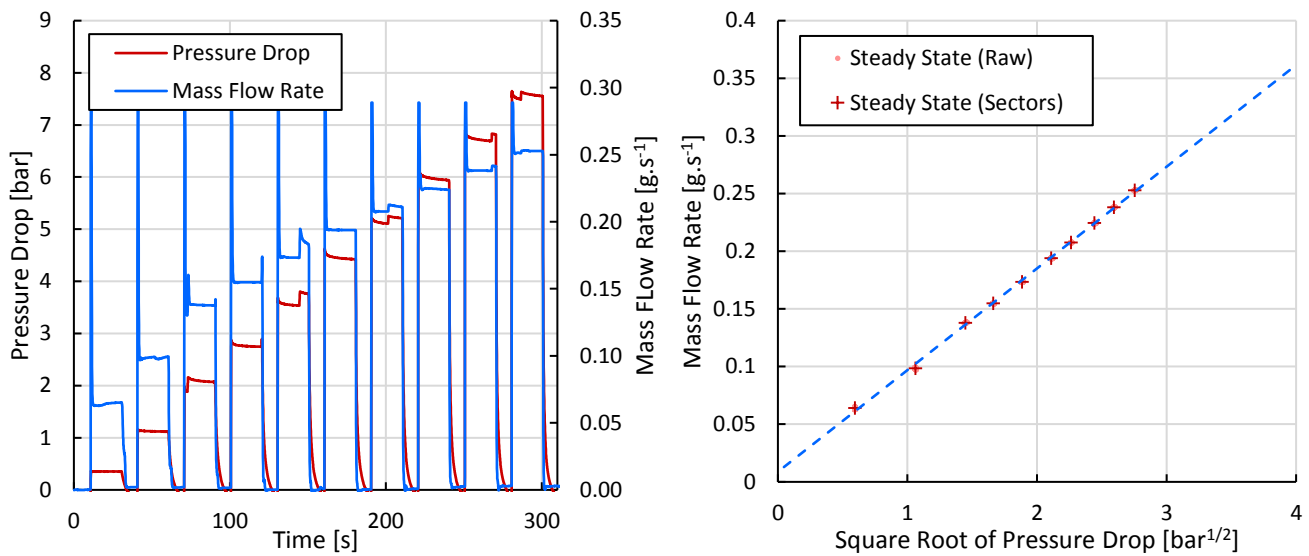 9
8
7
6
5
4
3
2
1
0
Pressure Drop [bar]
Pressure Drop
Mass Flow Rate
0.35
0.30
0.25
0.20
0.15
0.10
0.05
0.00
Mass FLow Rate [g.s-1]
0 100 200 300
Time [s]
0.4
0.35
0.3
0.25
0.2
0.15
0.1
0.05
0
Mass Flow Rate [g.s-1]
Steady State (Raw)
Steady State (Sectors)
0 1 2 3 4
Square Root of Pressure Drop [bar1/2]